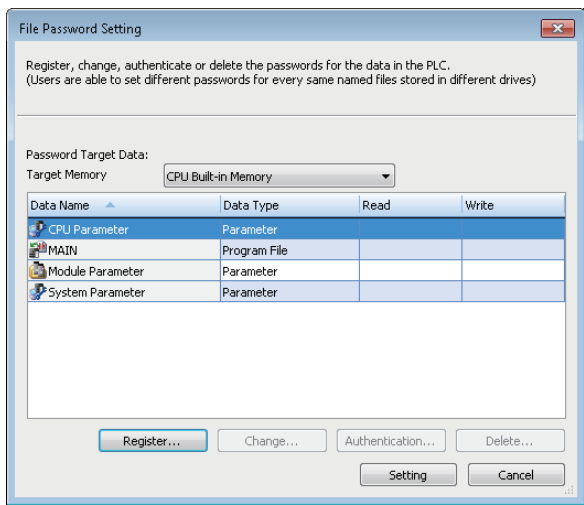 File Password Setting
Register, change, authenticate or delete the passwords for the data in the PLC.
(Users are able to set different passwords for every same named files stored in different drives)
Password Target Data:
Target Memory CPU Built-in Memory
Data Name Data Type Read Write
CPU Parameter Parameter
MAIN Program File
Module Parameter Parameter
System Parameter Parameter
Register... Change... Authentication... Delete...
Setting Cancel